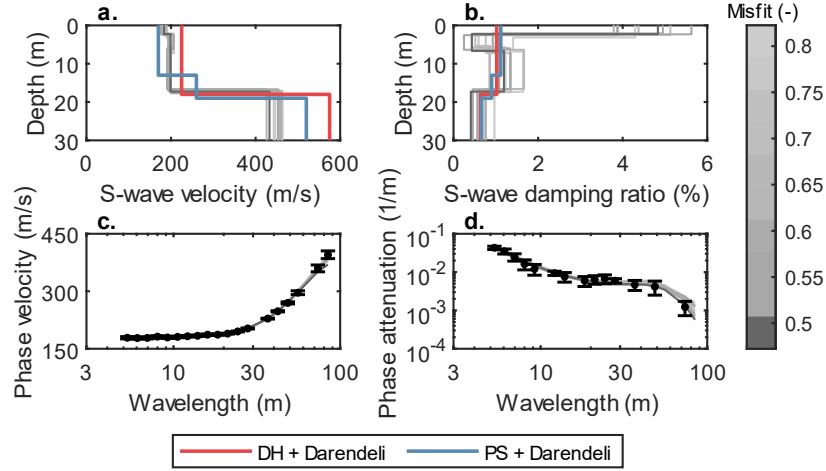 a.
0
10
20
30
Depth (m)
0 200 400 600
S-wave velocity (m/s)
b.
0
10
20
30
Depth (m)
0 2 4 6
S-wave damping ratio (%)
Misfit (-)
0.8
0.75
0.7
0.65
0.6
0.55
0.5
c.
450
300
150
Phase velocity (m/s)
3 10 30 100
Wavelength (m)
d.
10⁻¹
10⁻²
10⁻³
10⁻⁴
Phase attenuation (1/m)
3 10 30 100
Wavelength (m)
DH + Darendeli PS + Darendeli